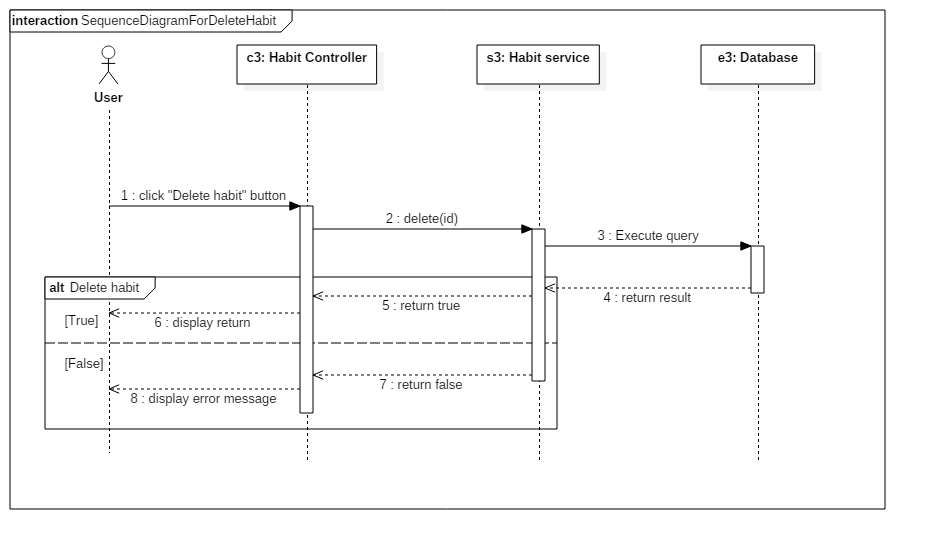 interaction SequenceDiagramForDeleteHabit
c3: Habit Controller
s3: Habit service
e3: Database
User
1 : click "Delete habit" button
2 : delete(id)
3 : Execute query
alt Delete habit
4 : return result
5 : return true
[True]
6 : display return
[False]
7 : return false
8 : display error message